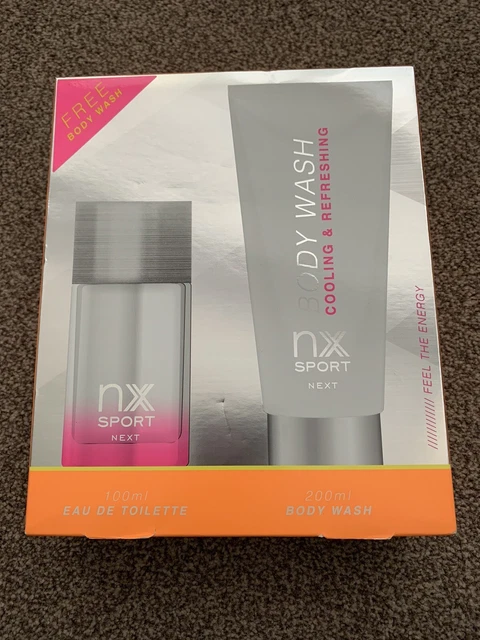 FREE
BODY WASH
BODY WASH
COOLING & REFRESHING
nx
SPORT
NEXT
nx
SPORT
NEXT
//////////// FEEL THE ENERGY
100ml
EAU DE TOILETTE
200ml
BODY WASH